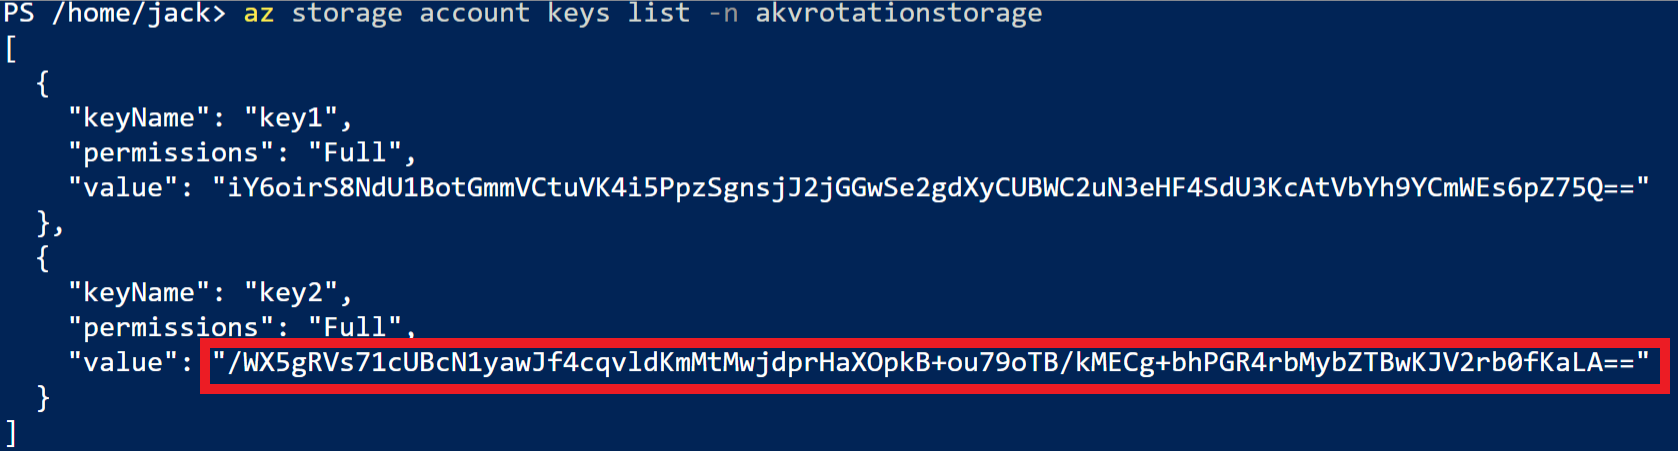 PS /home/jack> az storage account keys list -n akvrotationstorage
[
  {
    "keyName": "key1",
    "permissions": "Full",
    "value": "iY6oirS8NdU1BotGmmVCtuVK4i5PpzSgnsjJ2jGGwSe2gdXyCUBWC2uN3eHF4SdU3KcAtVbYh9YCmWEs6pZ75Q=="
  },
  {
    "keyName": "key2",
    "permissions": "Full",
    "value": "/WX5gRVs71cUBcN1yawJf4cqvldKmMtMwjdprHaXOpkB+ou79oTB/kMECg+bhPGR4rbMybZTBwKJV2rb0fKaLA=="
  }
]